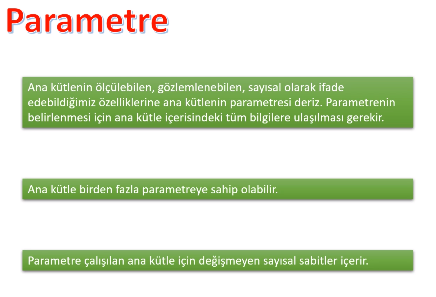 Parametre
Ana kütlenin ölçülebilen, gözlemlenebilen, sayısal olarak ifade
edebildiğimiz özelliklerine ana kütlenin parametresi deriz. Parametrenin
belirlenmesi için ana kütle içerisindeki tüm bilgilere ulaşılması gerekir.
Ana kütle birden fazla parametreye sahip olabilir.
Parametre çalışılan ana kütle için değişmeyen sayısal sabitler içerir.